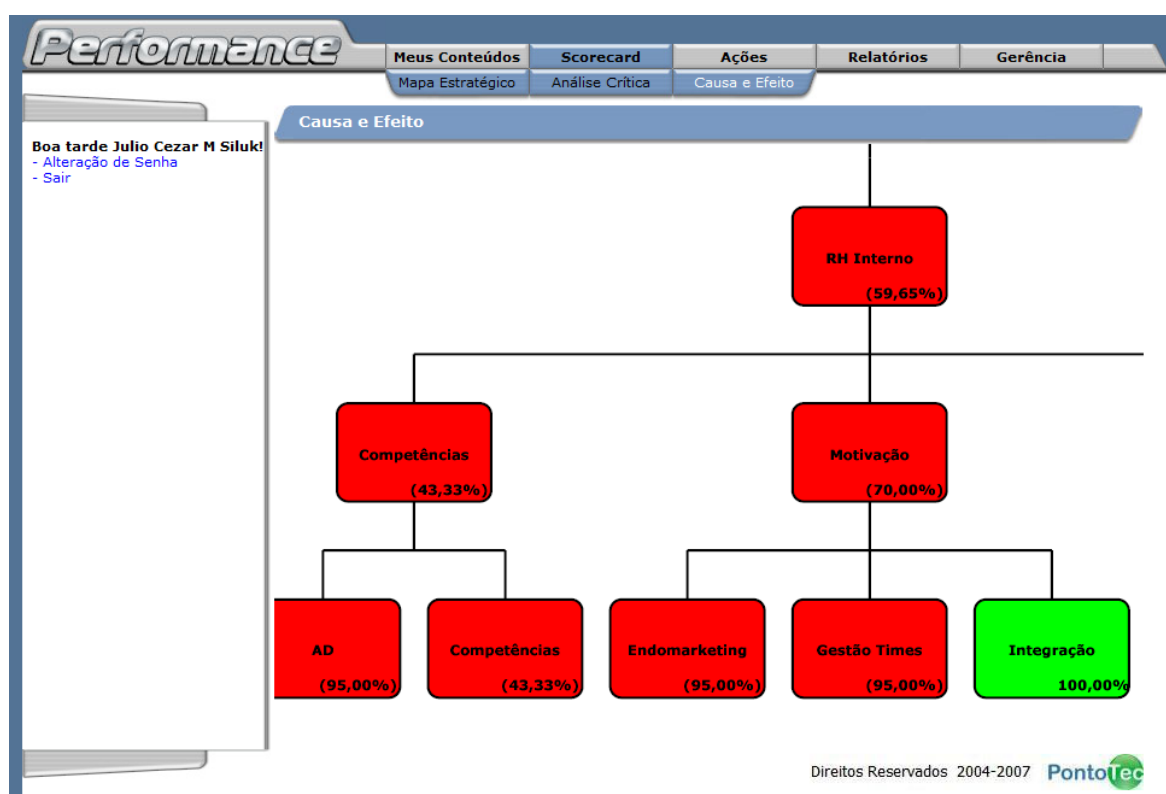 Performance
Meus Conteúdos Scorecard Ações Relatórios Gerência
Mapa Estratégico Análise Crítica Causa e Efeito
Causa e Efeito
Boa tarde Julio Cezar M Siluk!
- Alteração de Senha
- Sair
RH Interno
(59,65%)
Competências
(43,33%)
Motivação
(70,00%)
AD
(95,00%)
Competências
(43,33%)
Endomarketing
(95,00%)
Gestão Times
(95,00%)
Integração
100,00%
Direitos Reservados 2004-2007 PontoTec